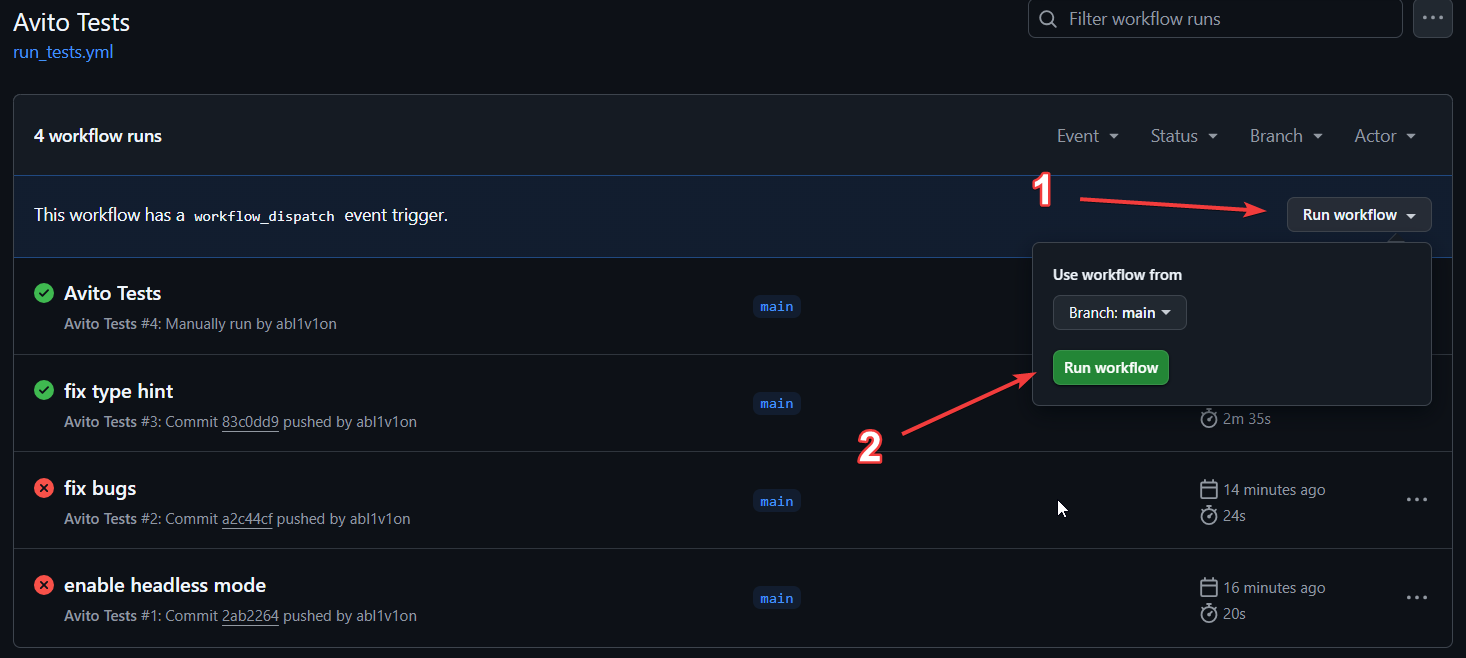 Avito Tests
Filter workflow runs
run_tests.yml
4 workflow runs
Event
Status
Branch
Actor
1
This workflow has a workflow_dispatch event trigger.
Run workflow
Use workflow from
Branch: main
Run workflow
Avito Tests
Avito Tests #4: Manually run by abl1v1on
main
fix type hint
Avito Tests #3: Commit 83c0dd9 pushed by abl1v1on
main
2m 35s
2
fix bugs
Avito Tests #2: Commit a2c44cf pushed by abl1v1on
main
14 minutes ago
24s
enable headless mode
Avito Tests #1: Commit 2ab2264 pushed by abl1v1on
main
16 minutes ago
20s